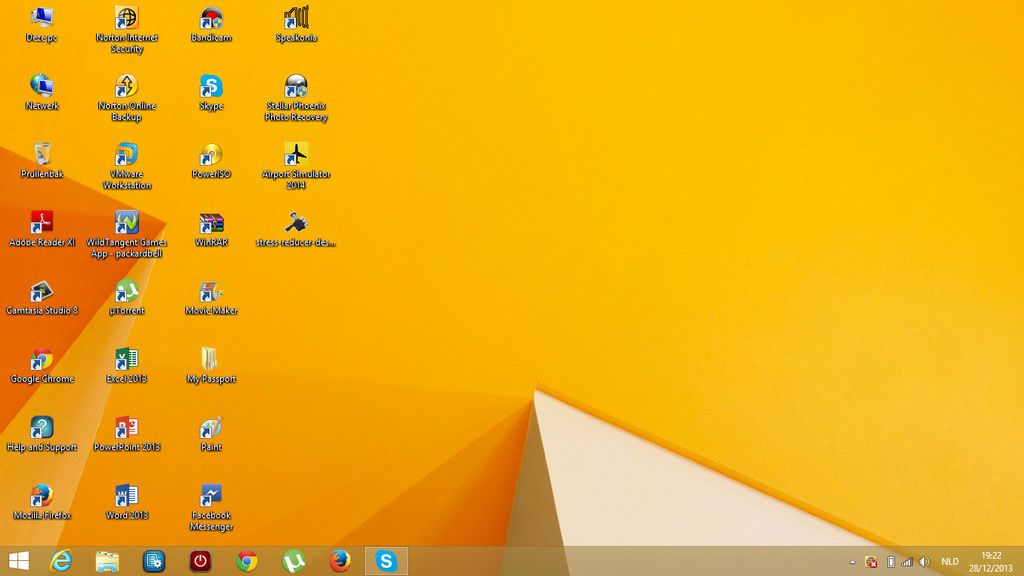 Deze pc
Norton Internet
Security
Bandicam
Speakonia
Netwerk
Norton Online
Backup
Skype
Stellar Phoenix
Photo Recovery
Prullenbak
VMware
Workstation
PowerISO
Airport Simulator
2014
Adobe Reader XI
WildTangent Games
App - packardbell
WinRAR
stress-reducer-des...
Camtasia Studio 8
µTorrent
Movie Maker
Google Chrome
Excel 2013
My Passport
Help and Support
PowerPoint 2013
Paint
Mozilla Firefox
Word 2013
Facebook
Messenger
NLD
19:22
28/12/2013